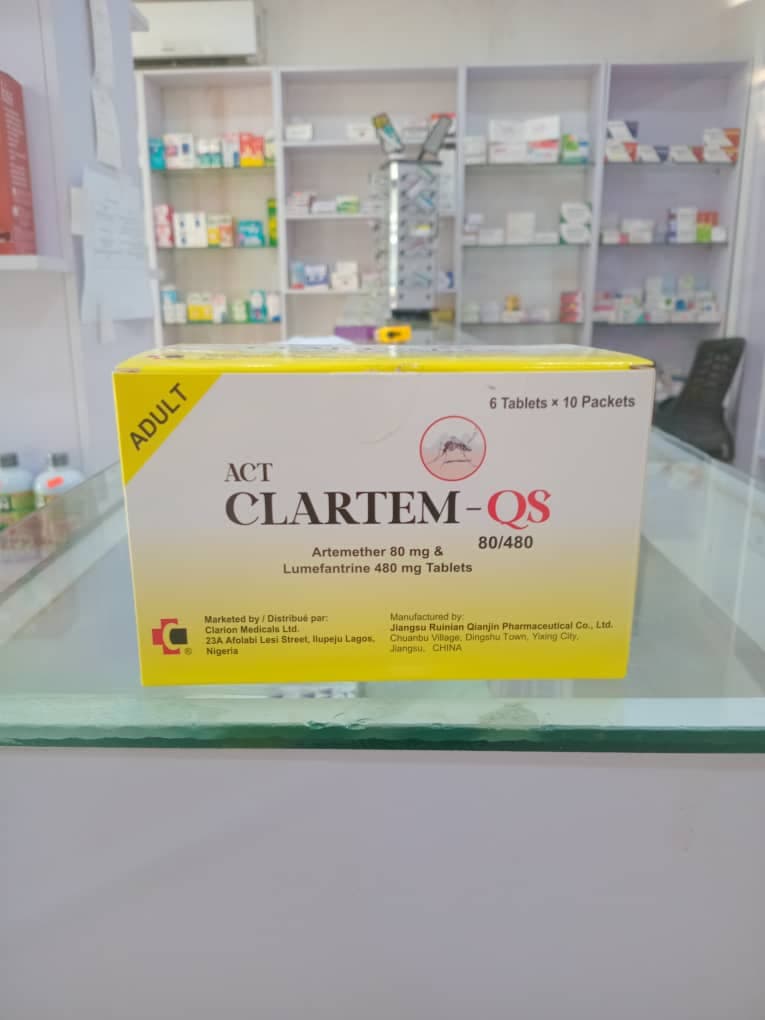 ADULT
6 Tablets × 10 Packets
ACT
CLARTEM-QS
80/480
Artemether 80 mg &
Lumefantrine 480 mg Tablets
Marketed by / Distribué par:
Clarion Medicals Ltd.
23A Afolabi Lesi Street, Ilupeju Lagos,
Nigeria
C ®
Manufactured by:
Jiangsu Ruinian Qianjin Pharmaceutical Co., Ltd.
Chuanbu Village, Dingshu Town, Yixing City,
Jiangsu, CHINA